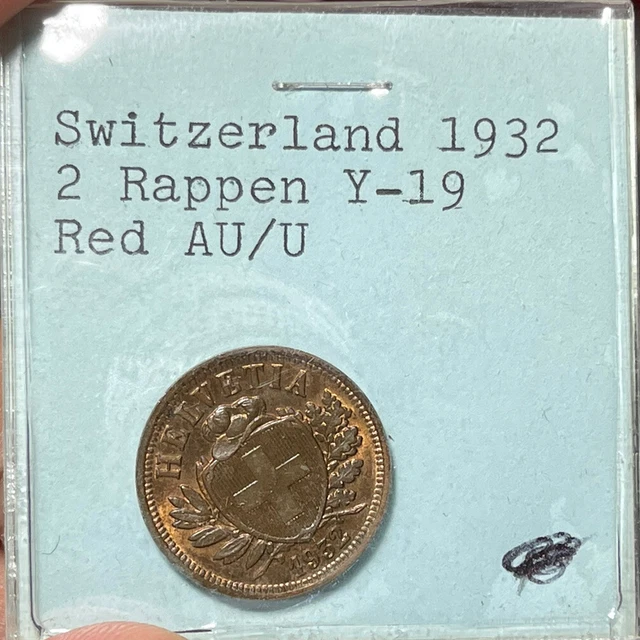 Switzerland 1932
2 Rappen Y-19
Red AU/U
HELVETIA
1932